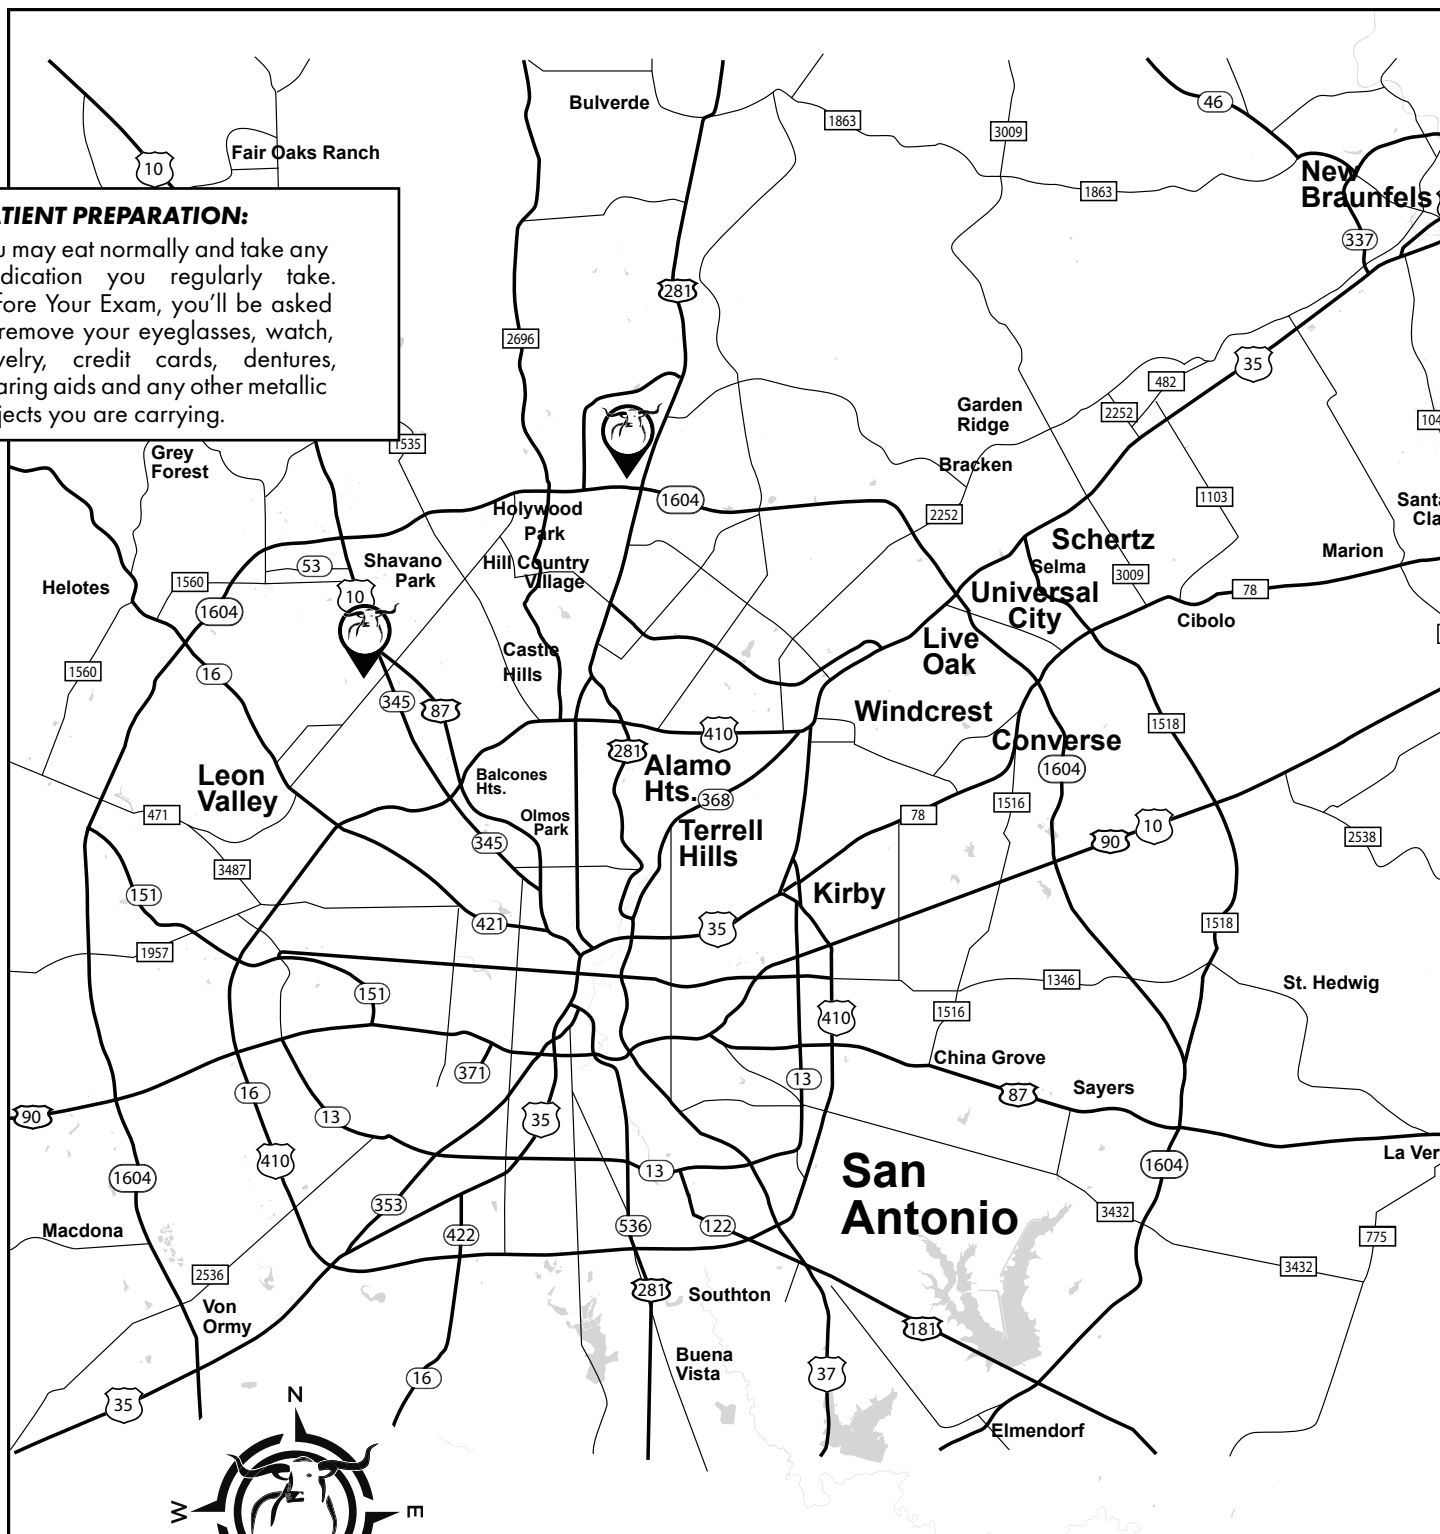 Bulverde
46
1863
3009
Fair Oaks Ranch
10
1863
New
Braunfels
337
ATIENT PREPARATION:
u may eat normally and take any
dication you regularly take.
fore Your Exam, you'll be asked
remove your eyeglasses, watch,
welry, credit cards, dentures,
aring aids and any other metallic
jects you are carrying.
281
2696
35
482
2252
104
Garden
Ridge
1535
Grey
Forest
Bracken
1103
1604
2252
Santa
Cla
Holywood
Park
Schertz
Marion
53
Shavano
Park
Hill Country
Village
Selma
3009
Helotes
1560
10
Universal
City
78
1604
Cibolo
Live
Oak
Castle
Hills
1560
16
345
87
Windcrest
1518
410
281
Converse
Leon
Valley
Balcones
Hts.
Alamo
Hts.
1604
368
1516
471
Olmos
Park
78
Terrell
Hills
345
90
10
2538
3487
151
Kirby
421
35
1518
1957
151
1346
St. Hedwig
410
1516
China Grove
371
13
87
Sayers
16
13
90
35
410
13
San
Antonio
La Ver
1604
1604
353
536
122
3432
Macdona
422
775
2536
3432
281
Southton
Von
Ormy
181
Buena
Vista
37
16
35
N
Elmendorf
W
E